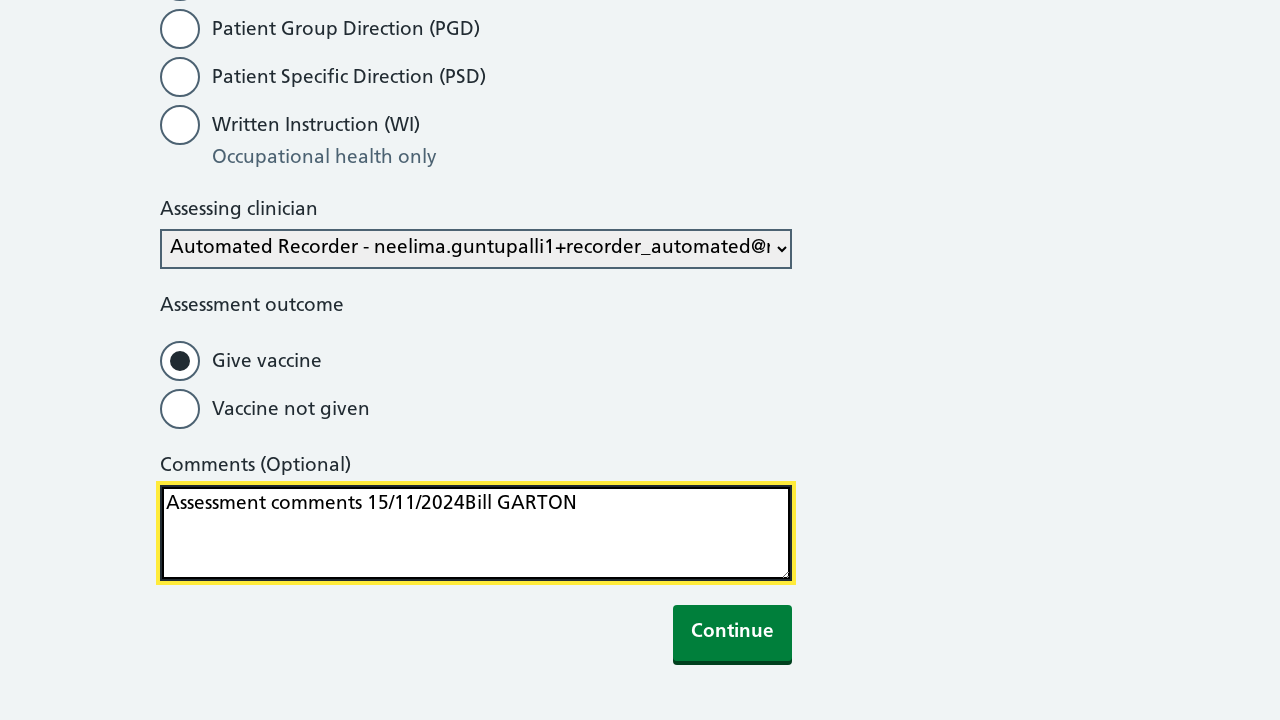 Patient Group Direction (PGD)
Patient Specific Direction (PSD)
Written Instruction (WI)
Occupational health only
Assessing clinician
Automated Recorder - neelima.guntupalli1+recorder_automated@
Assessment outcome
Give vaccine
Vaccine not given
Comments (Optional)
Assessment comments 15/11/2024Bill GARTON
Continue